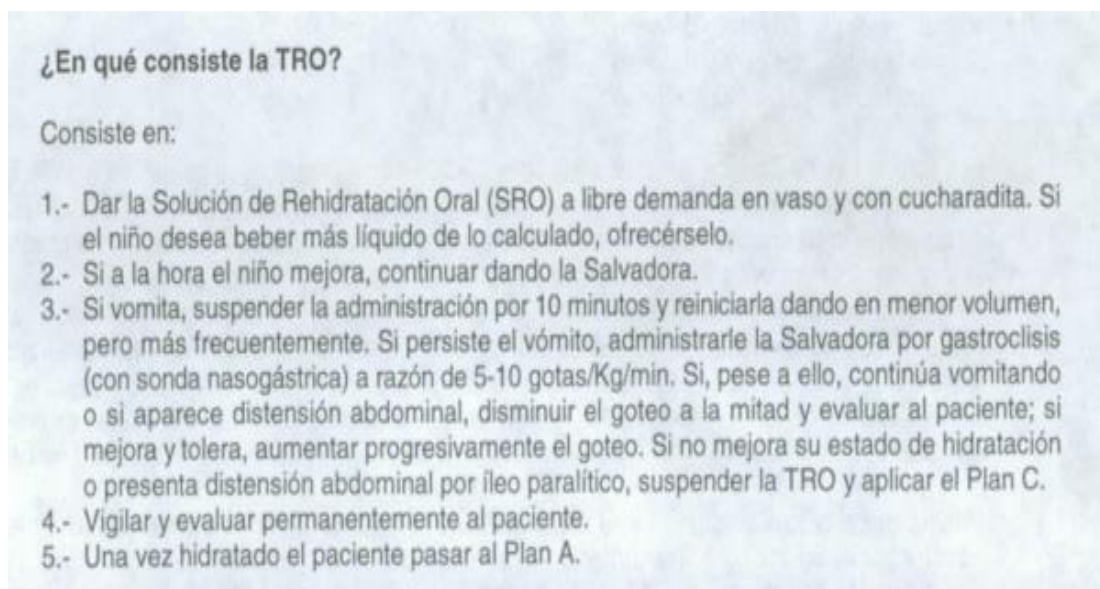 ¿En qué consiste la TRO?
Consiste en:
1.- Dar la Solución de Rehidratación Oral (SRO) a libre demanda en vaso y con cucharadita. Si
el niño desea beber más líquido de lo calculado, ofrecérselo.
2.- Si a la hora el niño mejora, continuar dando la Salvadora.
3.- Si vomita, suspender la administración por 10 minutos y reiniciarla dando en menor volumen,
pero más frecuentemente. Si persiste el vómito, administrarle la Salvadora por gastroclisis
(con sonda nasogástrica) a razón de 5-10 gotas/Kg/min. Si, pese a ello, continúa vomitando
o si aparece distensión abdominal, disminuir el goteo a la mitad y evaluar al paciente; si
mejora y tolera, aumentar progresivamente el goteo. Si no mejora su estado de hidratación
o presenta distensión abdominal por íleo paralítico, suspender la TRO y aplicar el Plan C.
4.- Vigilar y evaluar permanentemente al paciente.
5.- Una vez hidratado el paciente pasar al Plan A.